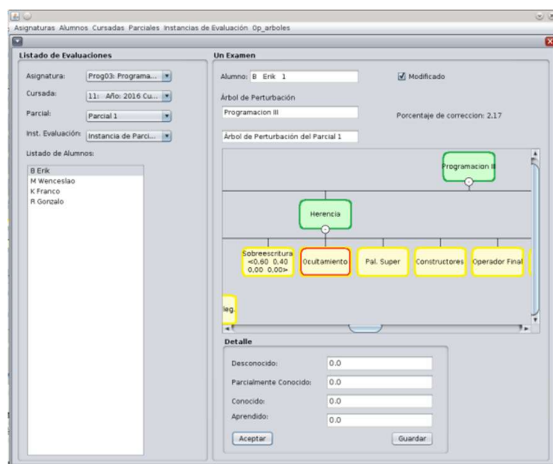 Asignaturas Alumnos Cursadas Parciales Instancias de Evaluación Op_arboles
Listado de Evaluaciones
Asignatura: Prog03: Programa...
Cursada: 11: Año: 2016 Cu...
Parcial: Parcial 1
Inst. Evaluación: Instancia de Parci...
Listado de Alumnos:
B Erik
M Wenceslao
K Franco
R Gonzalo
Un Examen
Alumno: B Erik 1 Modificado
Árbol de Perturbación
Programacion III
Porcentaje de correccion: 2,17
Árbol de Perturbación del Parcial 1
Programacion II
Herencia
Sobreescritura
<0.60 0,40
0,00 0,00>
Ocultamiento
Pal. Super
Constructores
Operador Final
leg.
Detalle
Desconocido: 0.0
Parcialmente Conocido: 0.0
Conocido: 0.0
Aprendido: 0.0
Aceptar Guardar